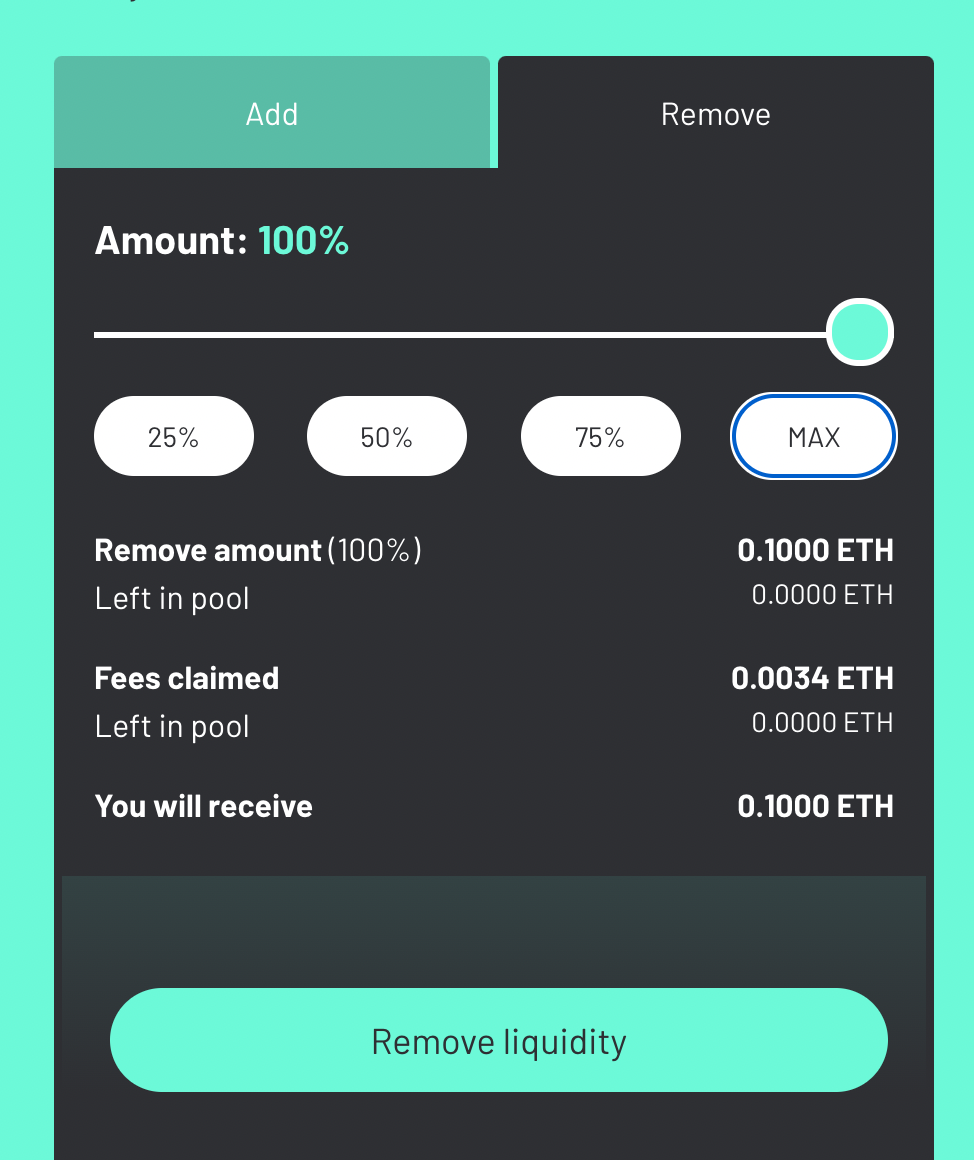 Add
Remove
Amount: 100%
25%
50%
75%
MAX
Remove amount (100%) 0.1000 ETH
Left in pool 0.0000 ETH
Fees claimed 0.0034 ETH
Left in pool 0.0000 ETH
You will receive 0.1000 ETH
Remove liquidity